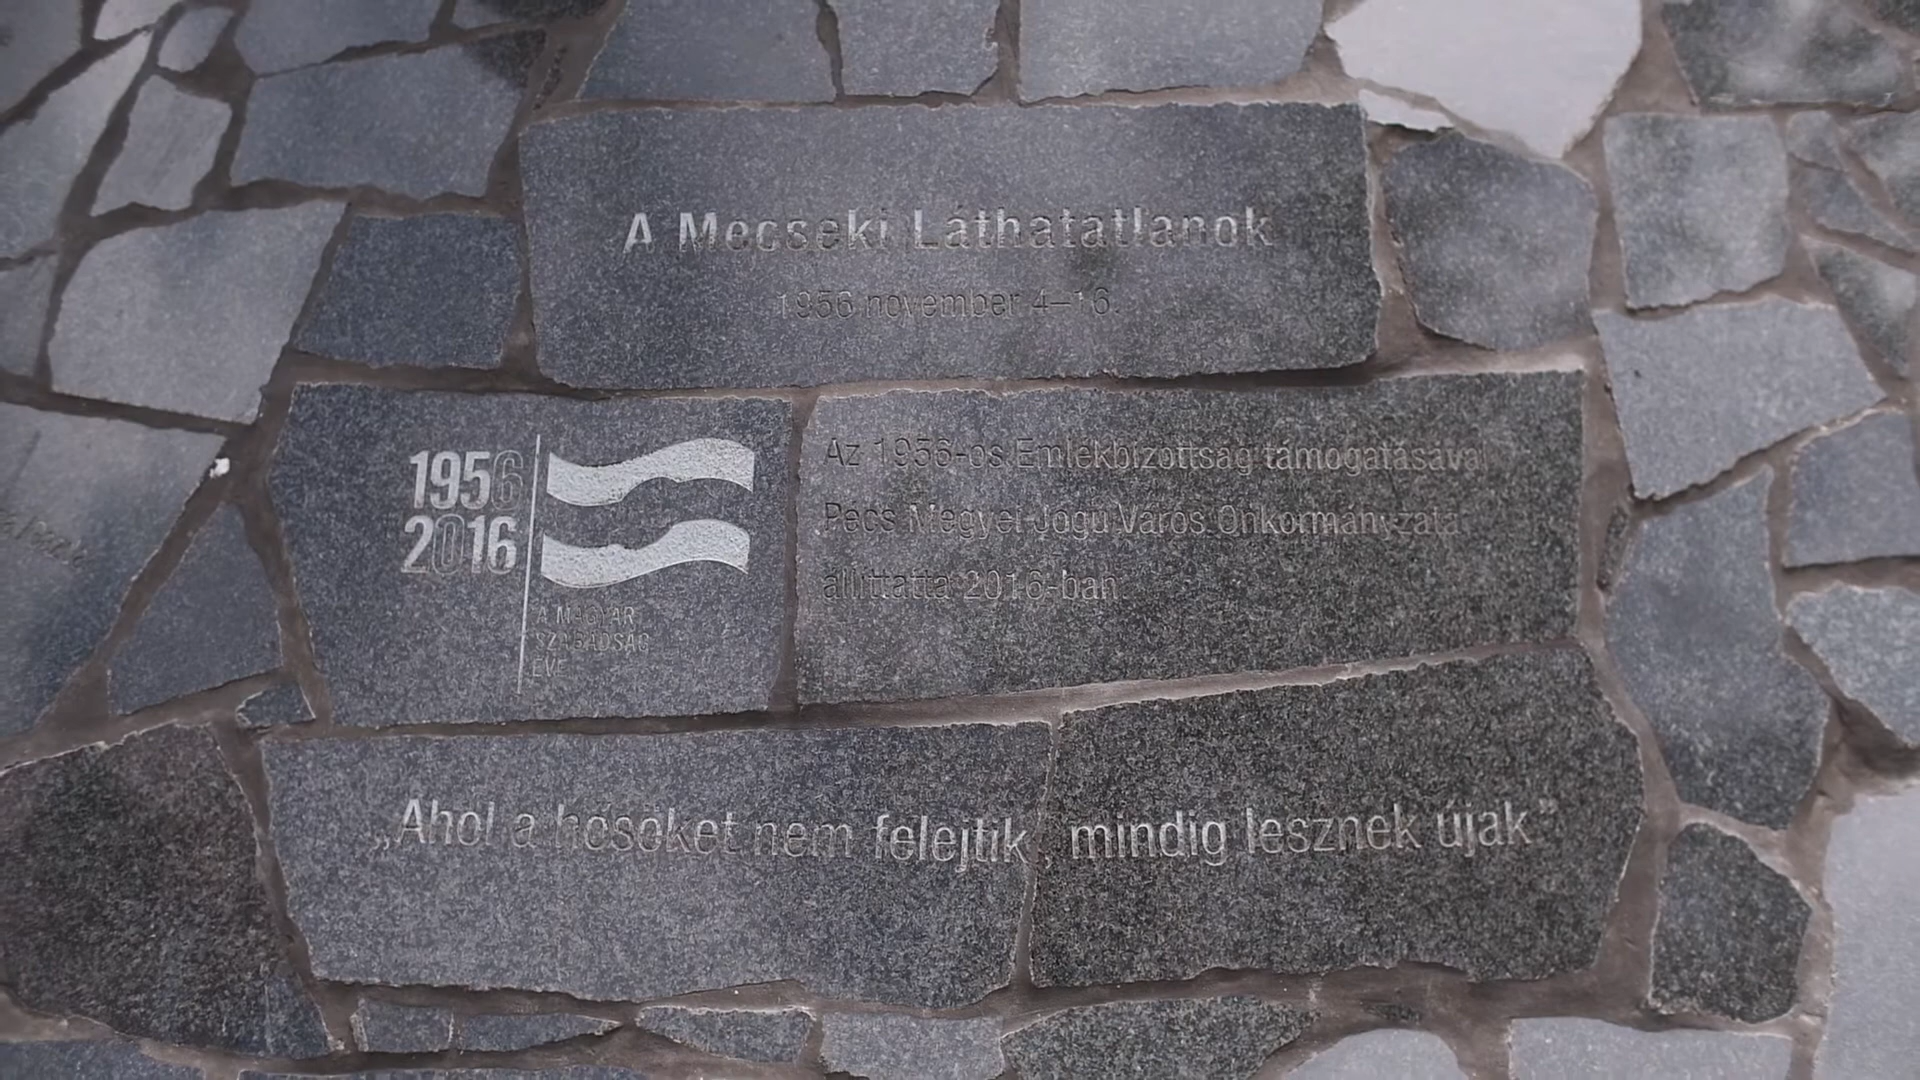 A Mecseki Láthatatlanok
1956 november 4–16.
1956
2016
A MAGYAR
SZABADSÁG
ÉVE
Az 1956-os Emlékbizottság támogatásával
Pécs Megyei Jogú Város Önkormányzata
állíttatta 2016-ban.
„Ahol a hősöket nem felejtik, mindig lesznek újak”